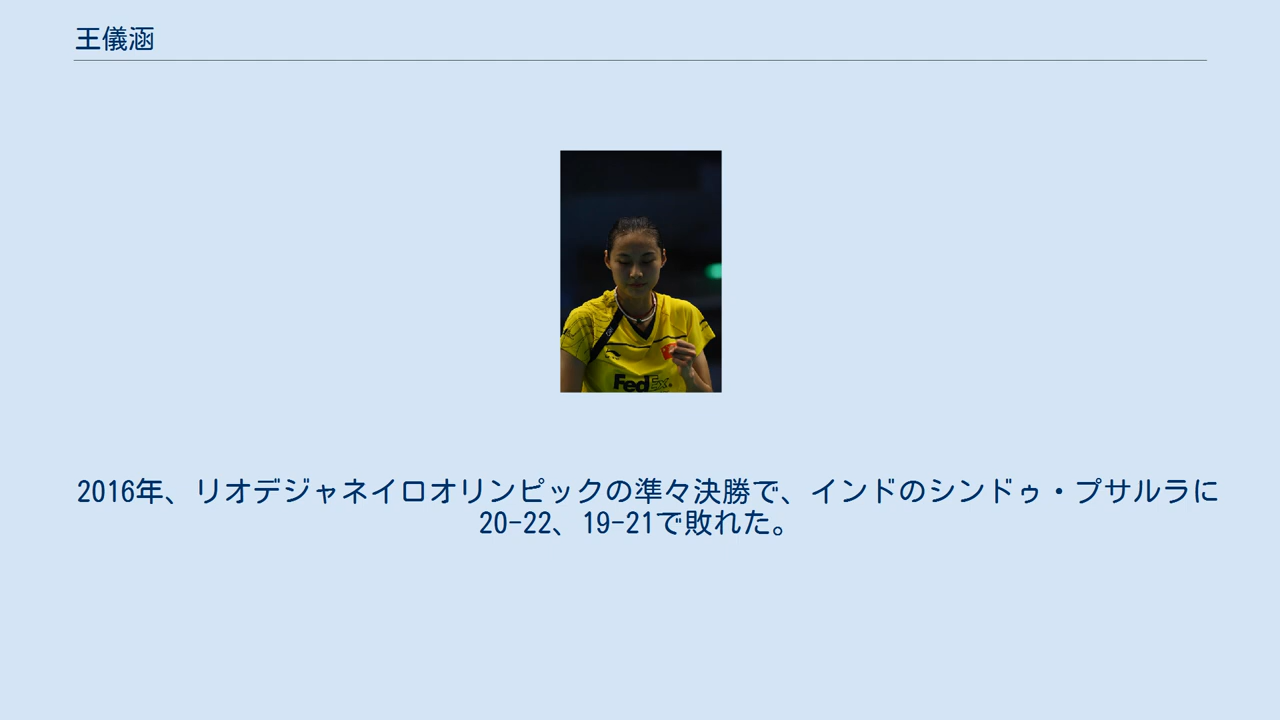 王儀涵
FedEx
2016年、リオデジャネイロオリンピックの準々決勝で、インドのシンドゥ・プサルラに
20-22、19-21で敗れた。